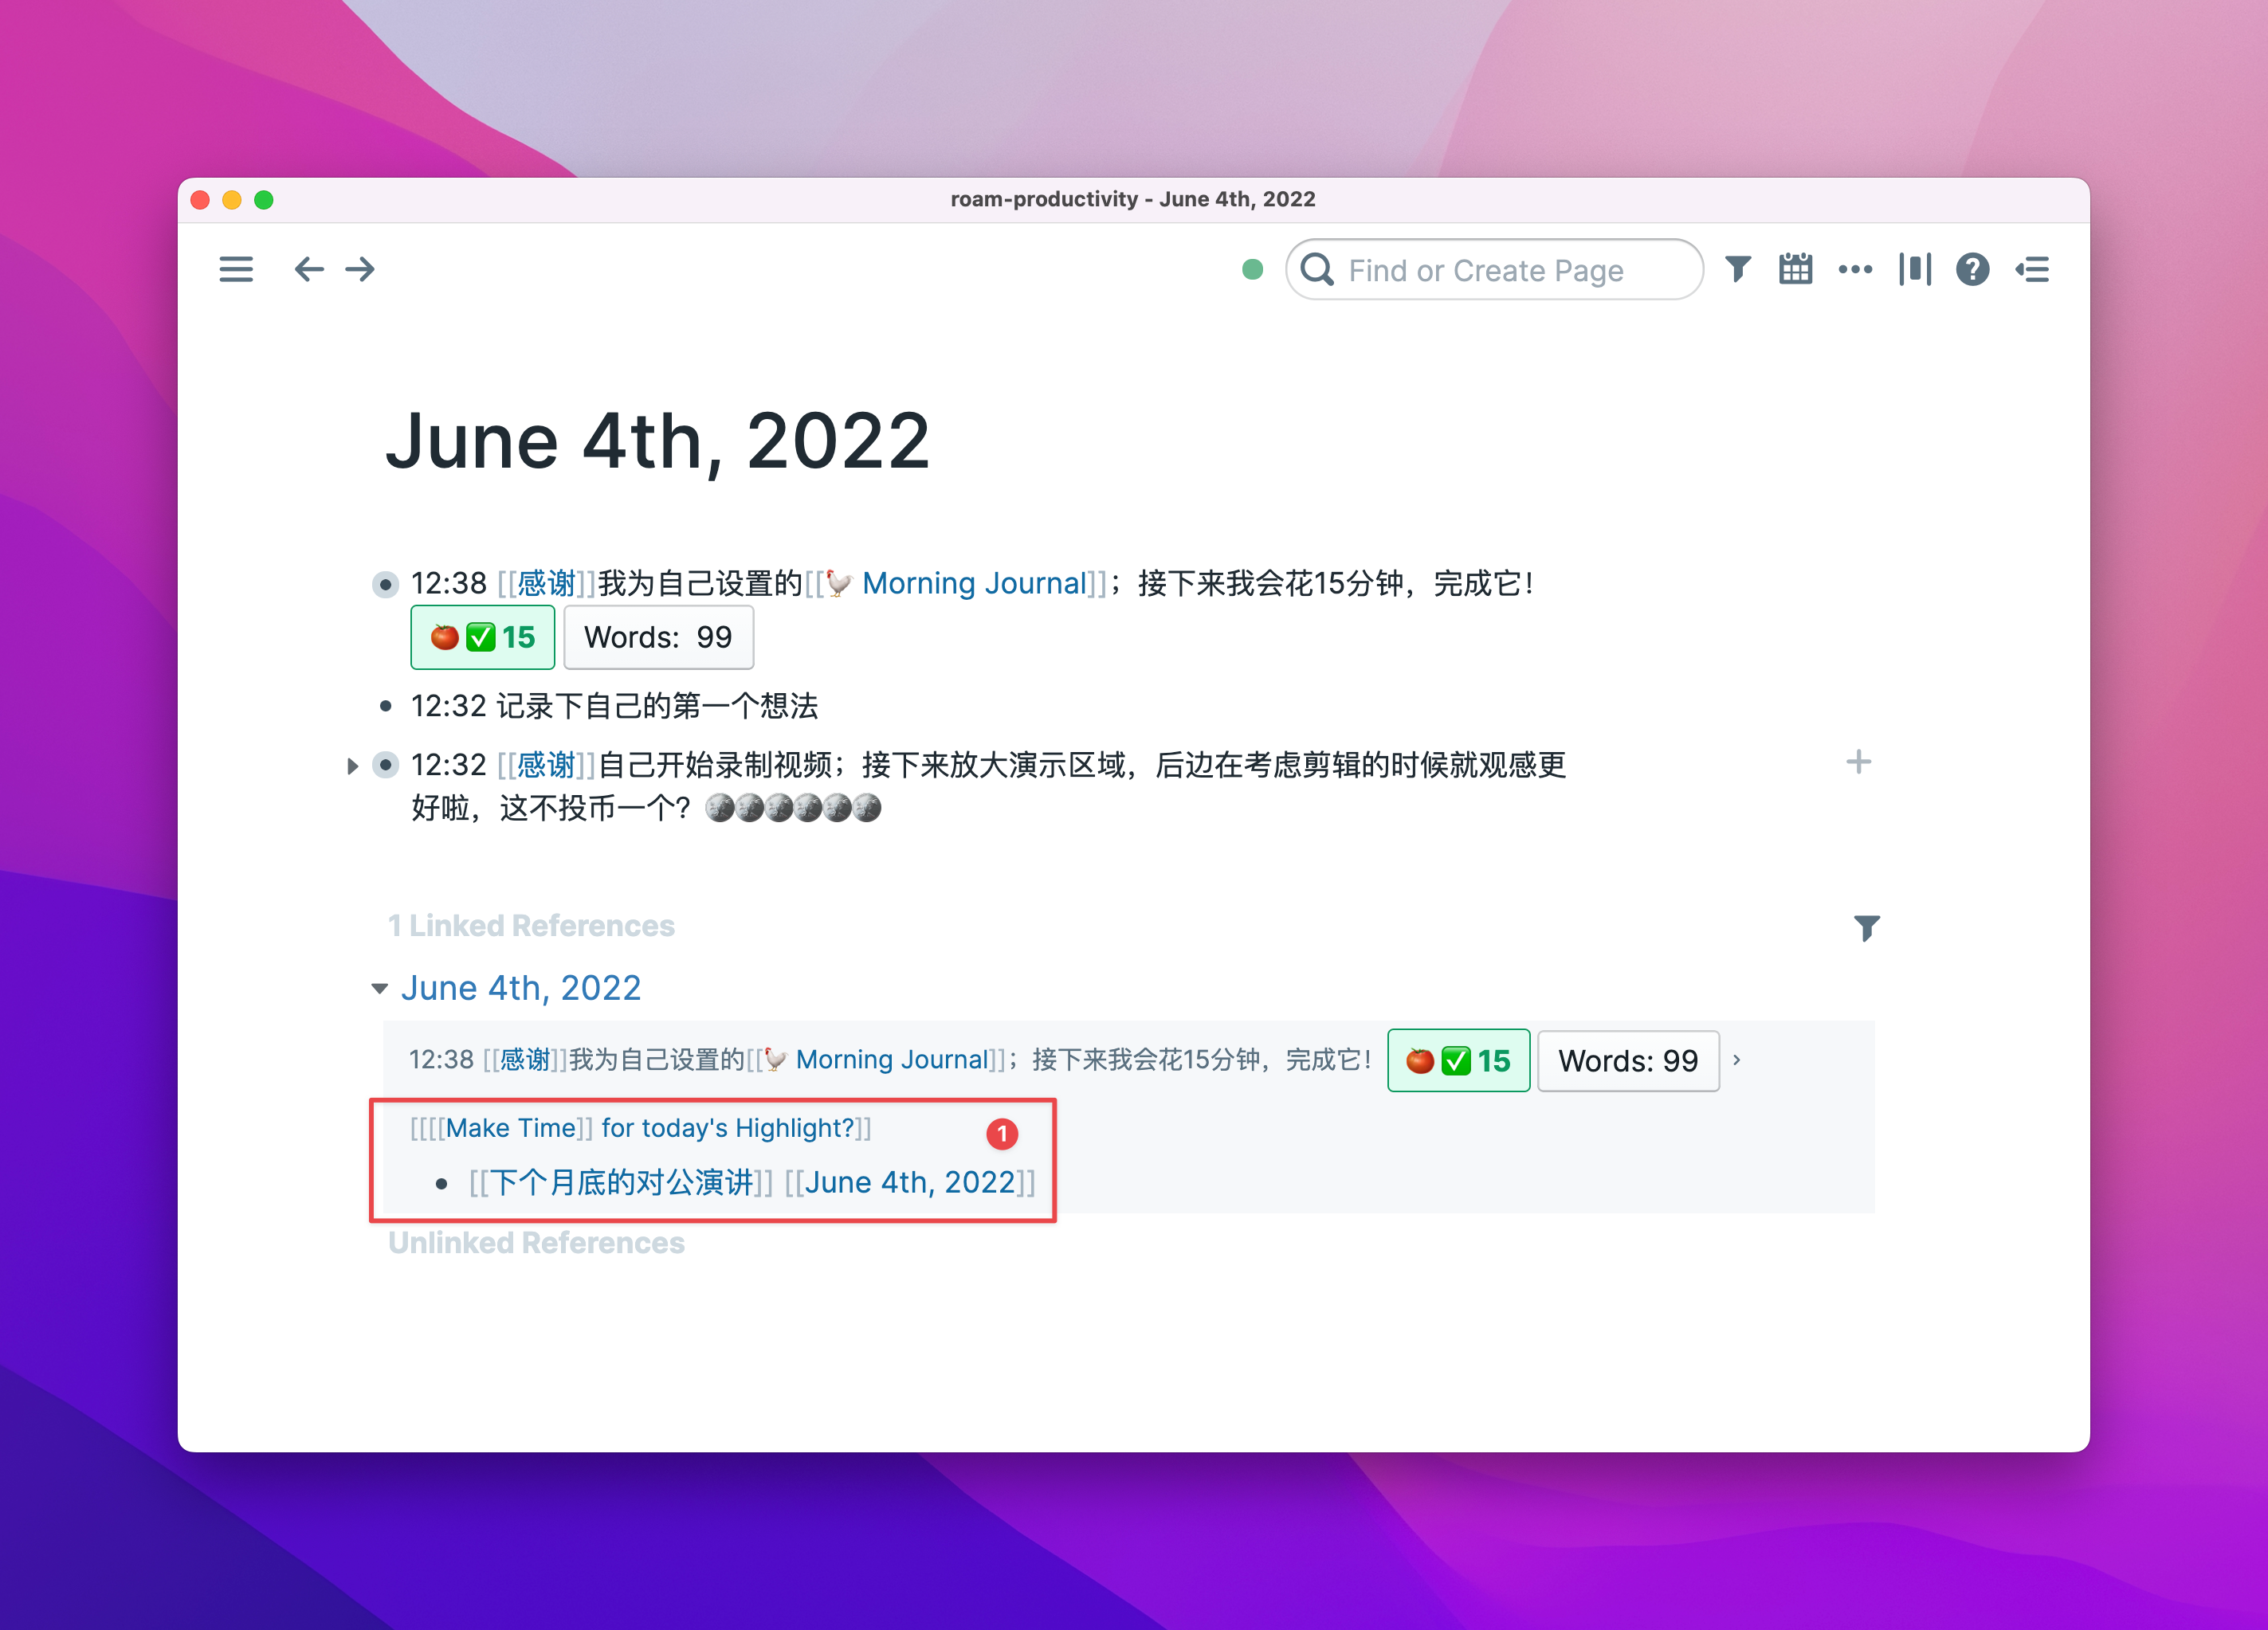 roam-productivity - June 4th, 2022
Find or Create Page
June 4th, 2022
12:38 [[感谢]]我为自己设置的[[🐓 Morning Journal]]；接下来我会花15分钟，完成它！
🍅✅ 15 Words: 99
12:32 记录下自己的第一个想法
12:32 [[感谢]]自己开始录制视频；接下来放大演示区域，后边在考虑剪辑的时候就观感更
好啦，这不投币一个？🌚🌚🌚🌚🌚🌚
1 Linked References
June 4th, 2022
12:38 [[感谢]]我为自己设置的[[🐓 Morning Journal]]；接下来我会花15分钟，完成它！ 🍅✅ 15 Words: 99 ›
[[[[Make Time]] for today's Highlight?]]
1
[[下个月底的对公演讲]] [[June 4th, 2022]]
Unlinked References